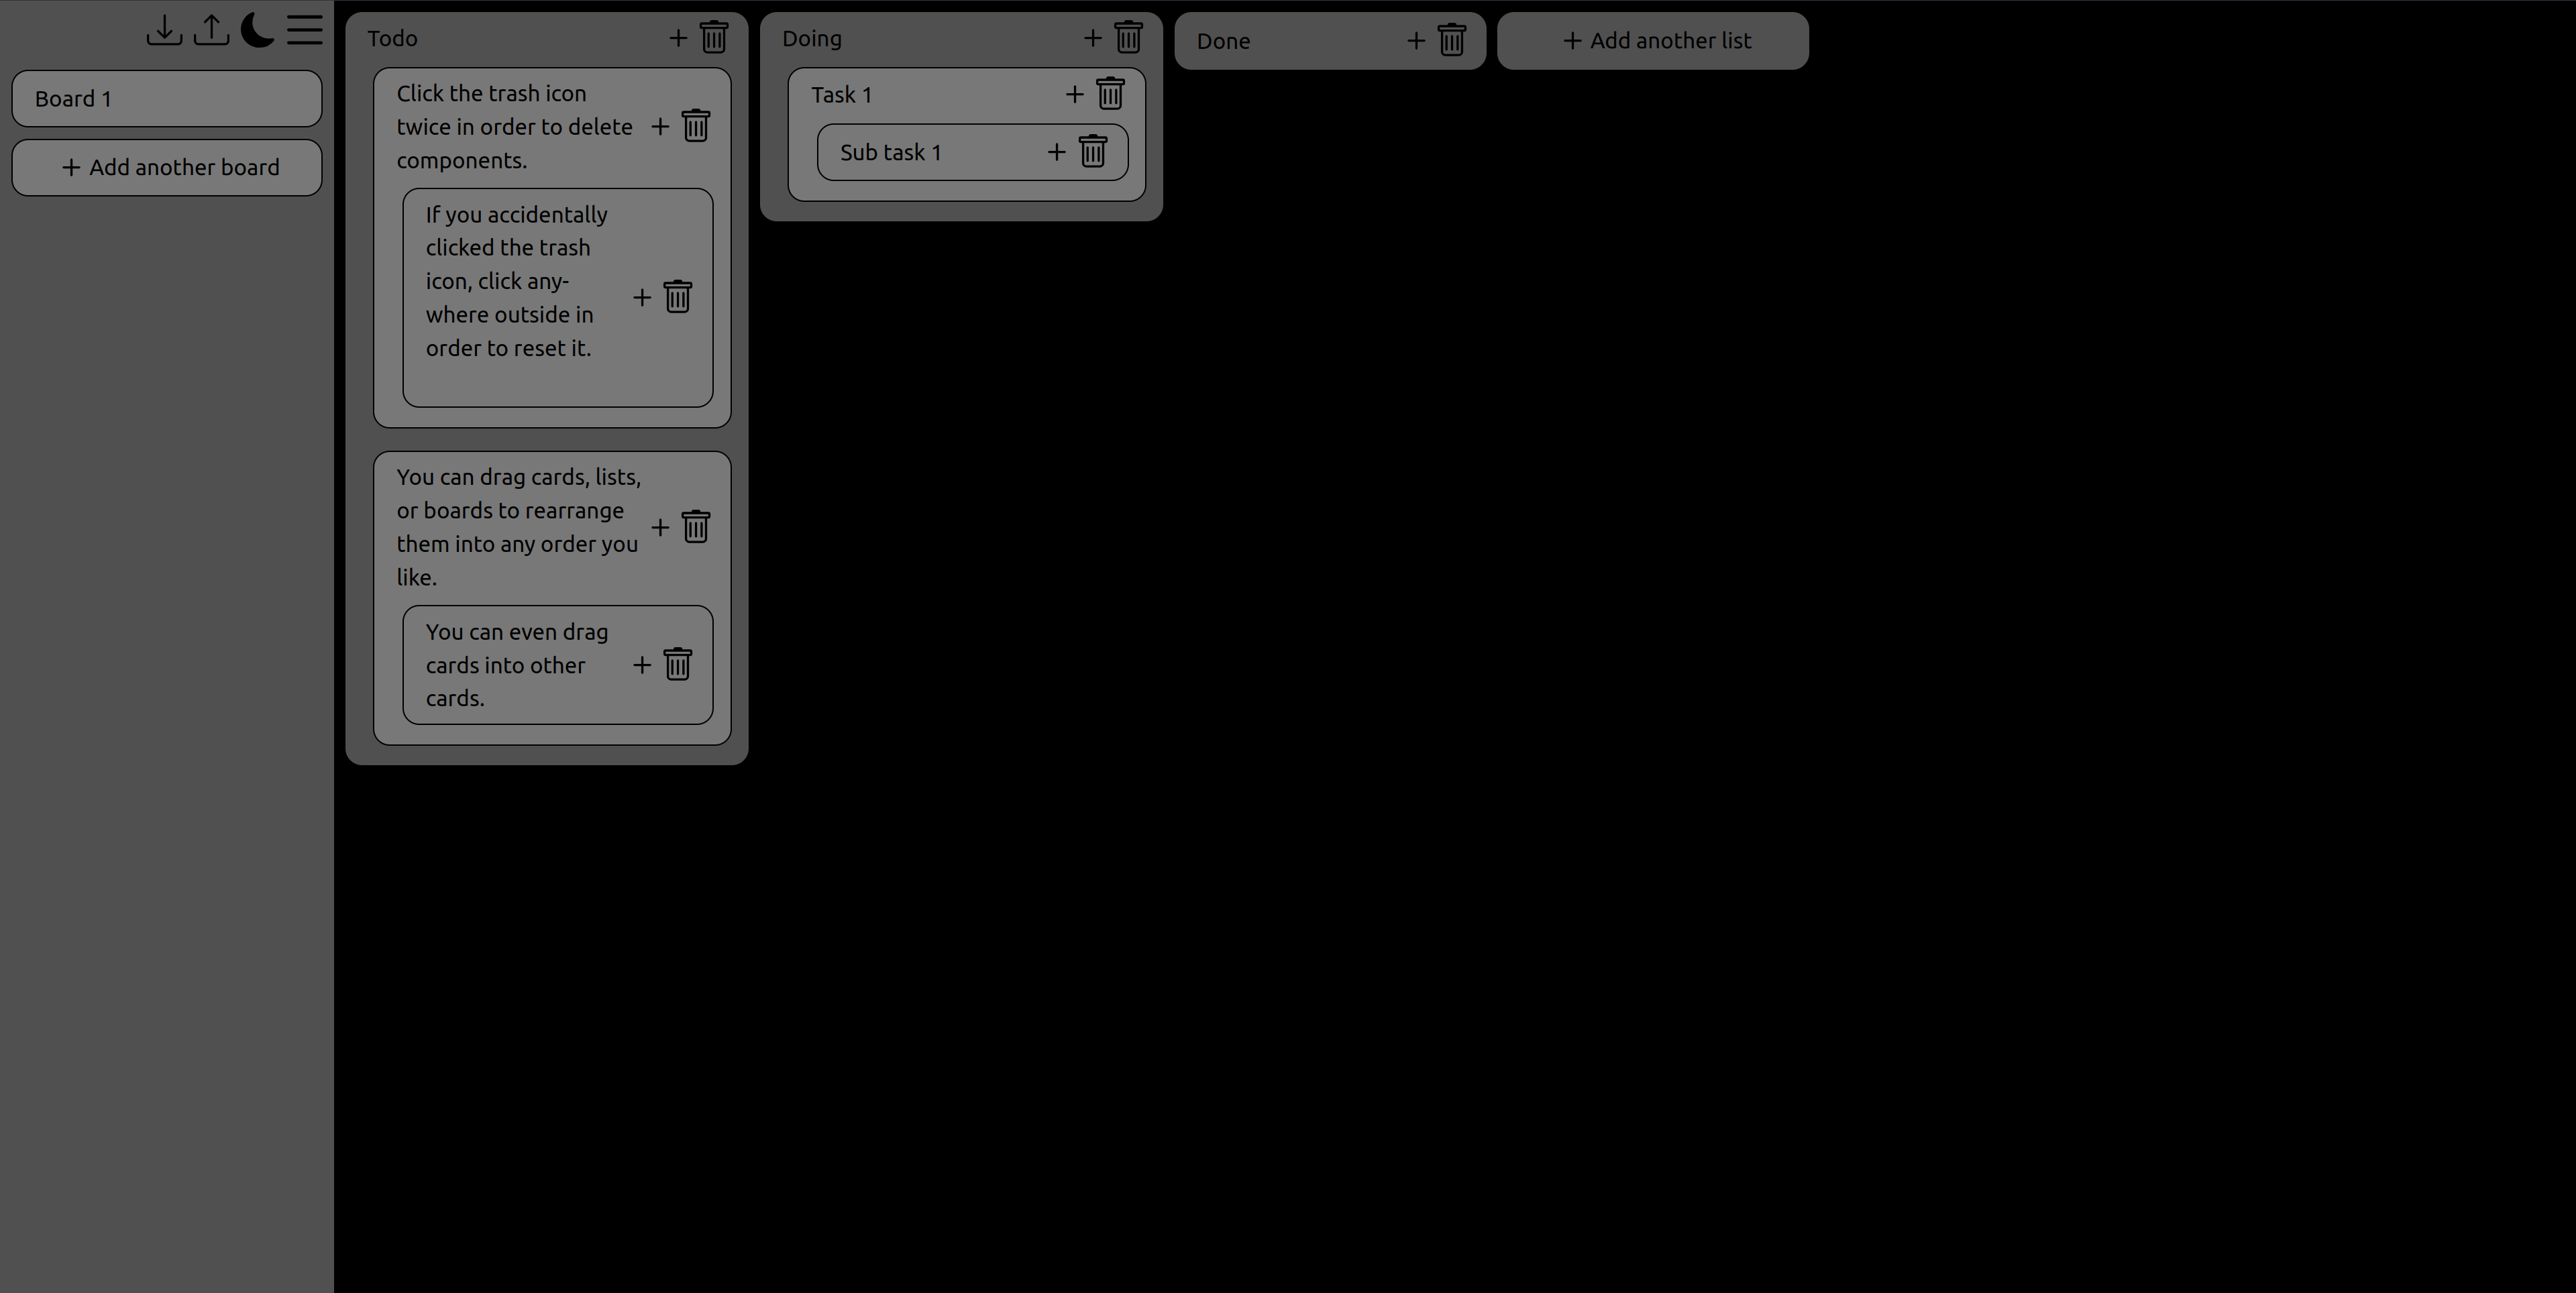 Board 1
+ Add another board
Todo
Click the trash icon
twice in order to delete
components.
If you accidentally
clicked the trash
icon, click any-
where outside in
order to reset it.
You can drag cards, lists,
or boards to rearrange
them into any order you
like.
You can even drag
cards into other
cards.
Doing
Task 1
Sub task 1
Done
+ Add another list